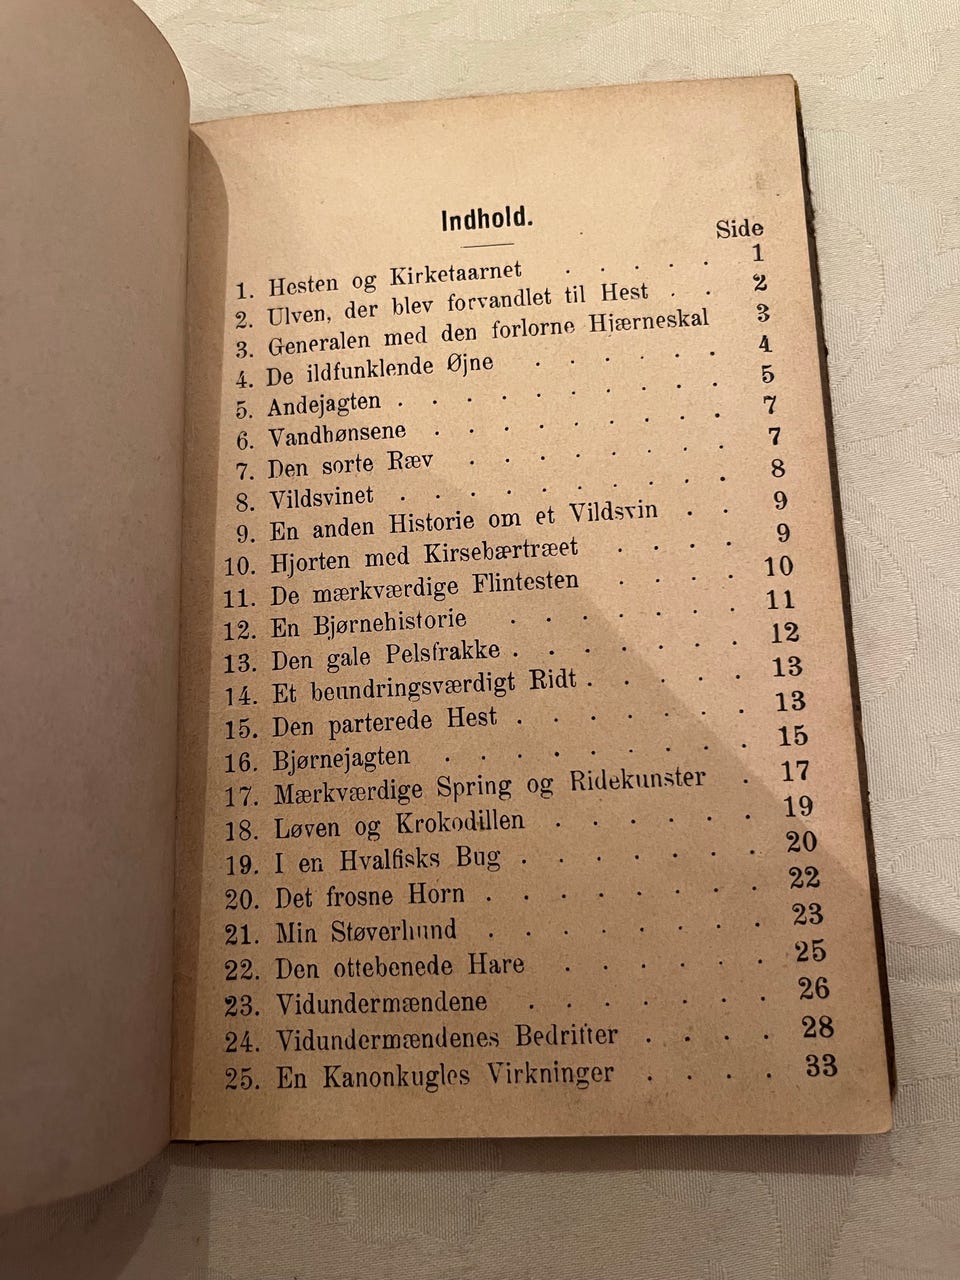 Indhold.
Side
1. Hesten og Kirketaarnet . . . . . 1
2. Ulven, der blev forvandlet til Hest . . 2
3. Generalen med den forlorne Hjærneskal 3
4. De ildfunklende Øjne . . . . . . 4
5. Andejagten . . . . . . . . . . 5
6. Vandhønsene . . . . . . . . . 7
7. Den sorte Ræv . . . . . . . . 7
8. Vildsvinet . . . . . . . . . . 8
9. En anden Historie om et Vildsvin . . 9
10. Hjorten med Kirsebærtræet . . . . 9
11. De mærkværdige Flintesten . . . . 10
12. En Bjørnehistorie . . . . . . . 11
13. Den gale Pelsfrakke . . . . . . . 12
14. Et beundringsværdigt Ridt . . . . . 13
15. Den parterede Hest . . . . . . . 13
16. Bjørnejagten . . . . . . . . . 15
17. Mærkværdige Spring og Ridekunster . 17
18. Løven og Krokodillen . . . . . . 19
19. I en Hvalfisks Bug . . . . . . . 20
20. Det frosne Horn . . . . . . . . 22
21. Min Støverhund . . . . . . . . 23
22. Den ottebenede Hare . . . . . . 25
23. Vidundermændene . . . . . . . 26
24. Vidundermændenes Bedrifter . . . . 28
25. En Kanonkugles Virkninger . . . . 33